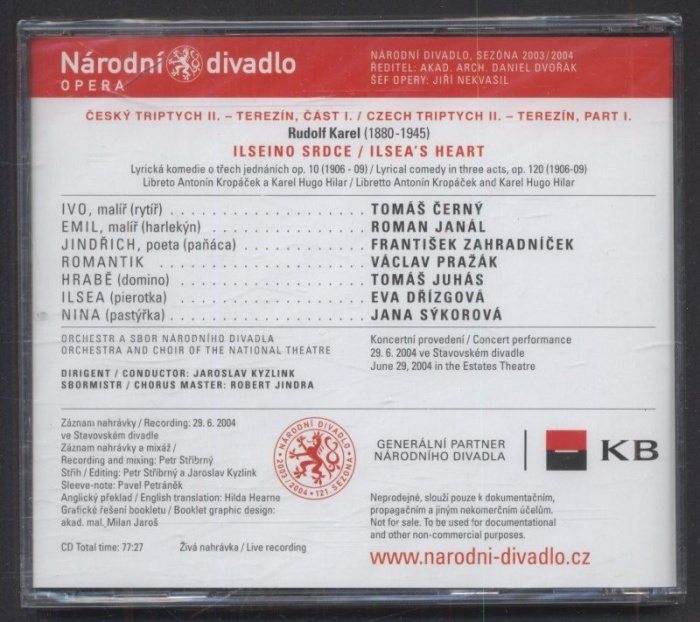 Národní divadlo
OPERA
NÁRODNÍ DIVADLO, SEZÓNA 2003/2004
ŘEDITEL: AKAD. ARCH. DANIEL DVOŘÁK
ŠÉF OPERY: JIŘÍ NEKVASIL
ČESKÝ TRIPTYCH II. – TEREZÍN, ČÁST I. / CZECH TRIPTYCH II. – TEREZÍN, PART I.
Rudolf Karel (1880-1945)
ILSEINO SRDCE / ILSEA'S HEART
Lyrická komedie o třech jednáních op. 10 (1906 - 09) / Lyrical comedy in three acts, op. 120 (1906-09)
Libreto Antonín Kropáček a Karel Hugo Hilar / Libretto Antonín Kropáček and Karel Hugo Hilar
IVO, malíř (rytíř) . . . . . . . . . . . . . . . . . . TOMÁŠ ČERNÝ
EMIL, malíř (harlekýn) . . . . . . . . . . . . . . ROMAN JANÁL
JINDŘICH, poeta (paňáca) . . . . . . . . . . . FRANTIŠEK ZAHRADNÍČEK
ROMANTIK . . . . . . . . . . . . . . . . . . . VÁCLAV PRAŽÁK
HRABĚ (domino) . . . . . . . . . . . . . . . . . TOMÁŠ JUHÁS
ILSEA (pierotka) . . . . . . . . . . . . . . . . . EVA DŘÍZGOVÁ
NINA (pastýřka) . . . . . . . . . . . . . . . . . JANA SÝKOROVÁ
ORCHESTR A SBOR NÁRODNÍHO DIVADLA
ORCHESTRA AND CHOIR OF THE NATIONAL THEATRE
DIRIGENT / CONDUCTOR: JAROSLAV KYZLINK
SBORMISTR / CHORUS MASTER: ROBERT JINDRA
Koncertní provedení / Concert performance
29. 6. 2004 ve Stavovském divadle
June 29, 2004 in the Estates Theatre
Záznam nahrávky / Recording: 29. 6. 2004
ve Stavovském divadle
Záznam nahrávky a mixáž /
Recording and mixing: Petr Stříbrný
Střih / Editing: Petr Stříbrný a Jaroslav Kyzlink
Sleeve-note: Pavel Petráněk
Anglický překlad / English translation: Hilda Hearne
Grafické řešení bookletu / Booklet graphic design:
akad. mal. Milan Jaroš
CD Total time: 77:27 Živá nahrávka / Live recording
NÁRODNÍ DIVADLO
2003/2004 • 121. SEZONA
GENERÁLNÍ PARTNER
NÁRODNÍHO DIVADLA
KB
Neprodejné, slouží pouze k dokumentačním,
propagačním a jiným nekomerčním účelům.
Not for sale. To be used for documentational
and other non-commercial purposes.
www.narodni-divadlo.cz